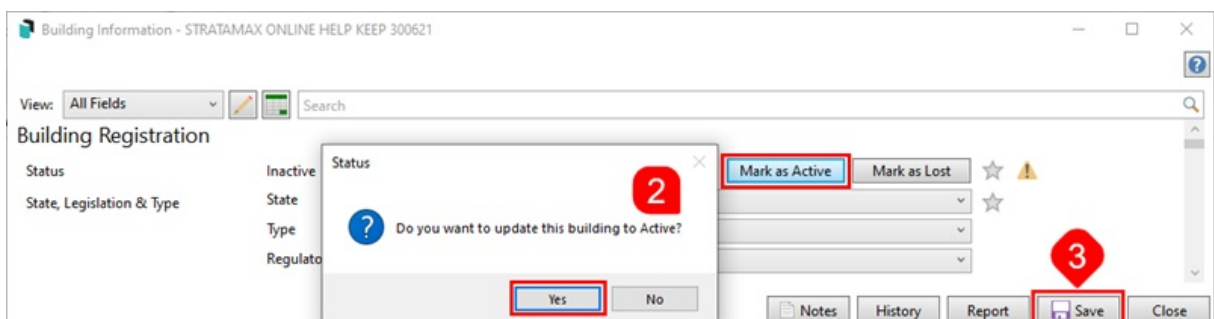 Building Information - STRATAMAX ONLINE HELP KEEP 300621
View: All Fields Search
Building Registration
Status Inactive Status Mark as Active Mark as Lost
2
State, Legislation & Type State
Do you want to update this building to Active?
Type
Regulato
3
Yes No
Notes History Report Save Close